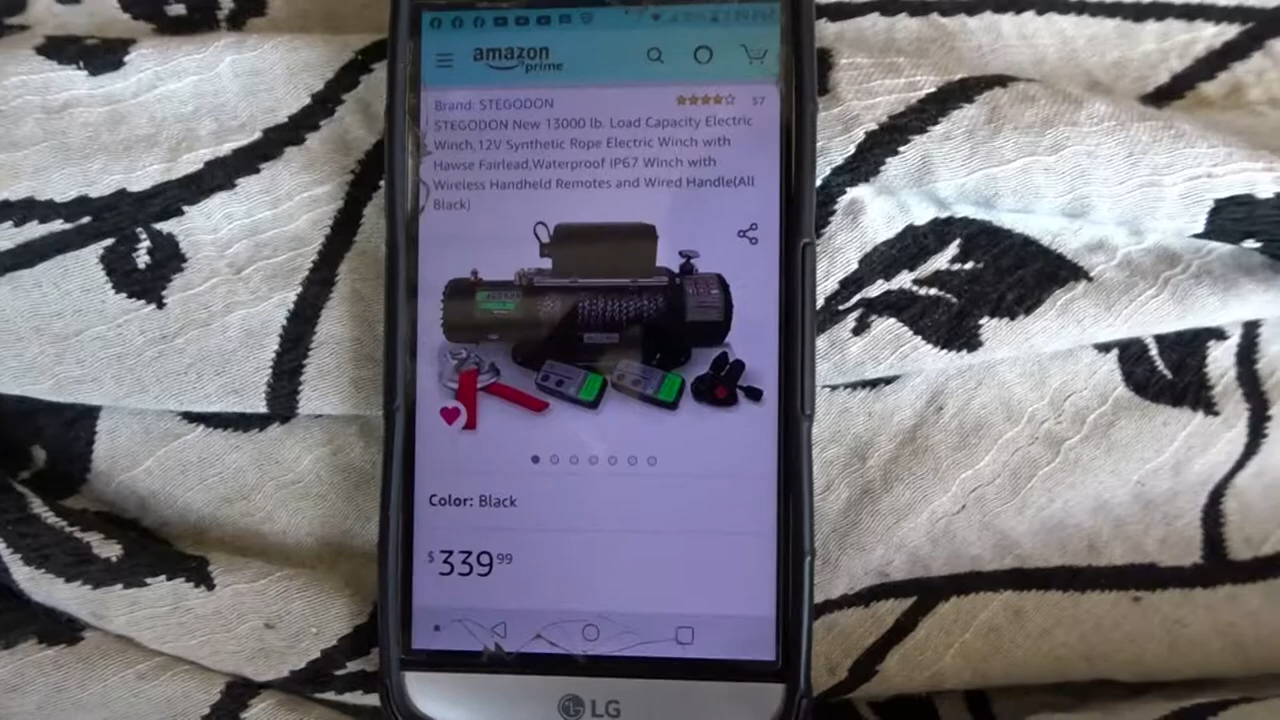 amazon
prime
Brand: STEGODON
57
STEGODON New 13000 lb. Load Capacity Electric
Winch,12V Synthetic Rope Electric Winch with
Hawse Fairlead,Waterproof IP67 Winch with
Wireless Handheld Remotes and Wired Handle(All
Black)
Color: Black
$339.99
LG